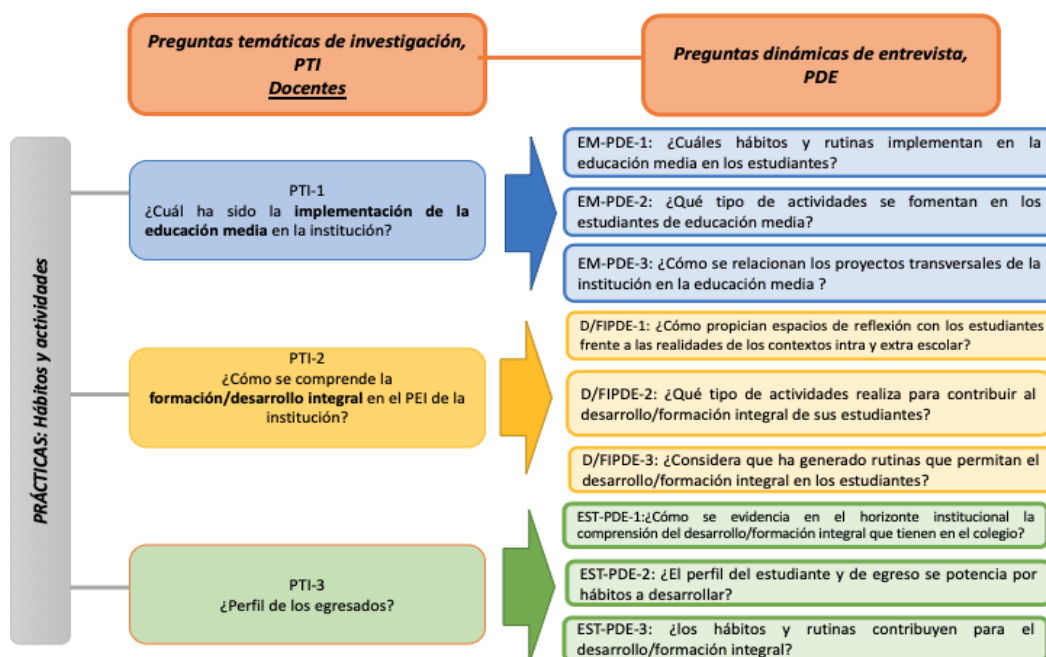 Preguntas temáticas de investigación,
PTI
Docentes
Preguntas dinámicas de entrevista,
PDE
PRÁCTICAS: Hábitos y actividades
PTI-1
¿Cuál ha sido la implementación de la
educación media en la institución?
EM-PDE-1: ¿Cuáles hábitos y rutinas implementan en la
educación media en los estudiantes?
EM-PDE-2: ¿Qué tipo de actividades se fomentan en los
estudiantes de educación media?
EM-PDE-3: ¿Cómo se relacionan los proyectos transversales de la
institución en la educación media ?
PTI-2
¿Cómo se comprende la
formación/desarrollo integral en el PEI de la
institución?
D/FIPDE-1: ¿Cómo propician espacios de reflexión con los estudiantes
frente a las realidades de los contextos intra y extra escolar?
D/FIPDE-2: ¿Qué tipo de actividades realiza para contribuir al
desarrollo/formación integral de sus estudiantes?
D/FIPDE-3: ¿Considera que ha generado rutinas que permitan el
desarrollo/formación integral en los estudiantes?
PTI-3
¿Perfil de los egresados?
EST-PDE-1:¿Cómo se evidencia en el horizonte institucional la
comprensión del desarrollo/formación integral que tienen en el colegio?
EST-PDE-2: ¿El perfil del estudiante y de egreso se potencia por
hábitos a desarrollar?
EST-PDE-3: ¿los hábitos y rutinas contribuyen para el
desarrollo/formación integral?